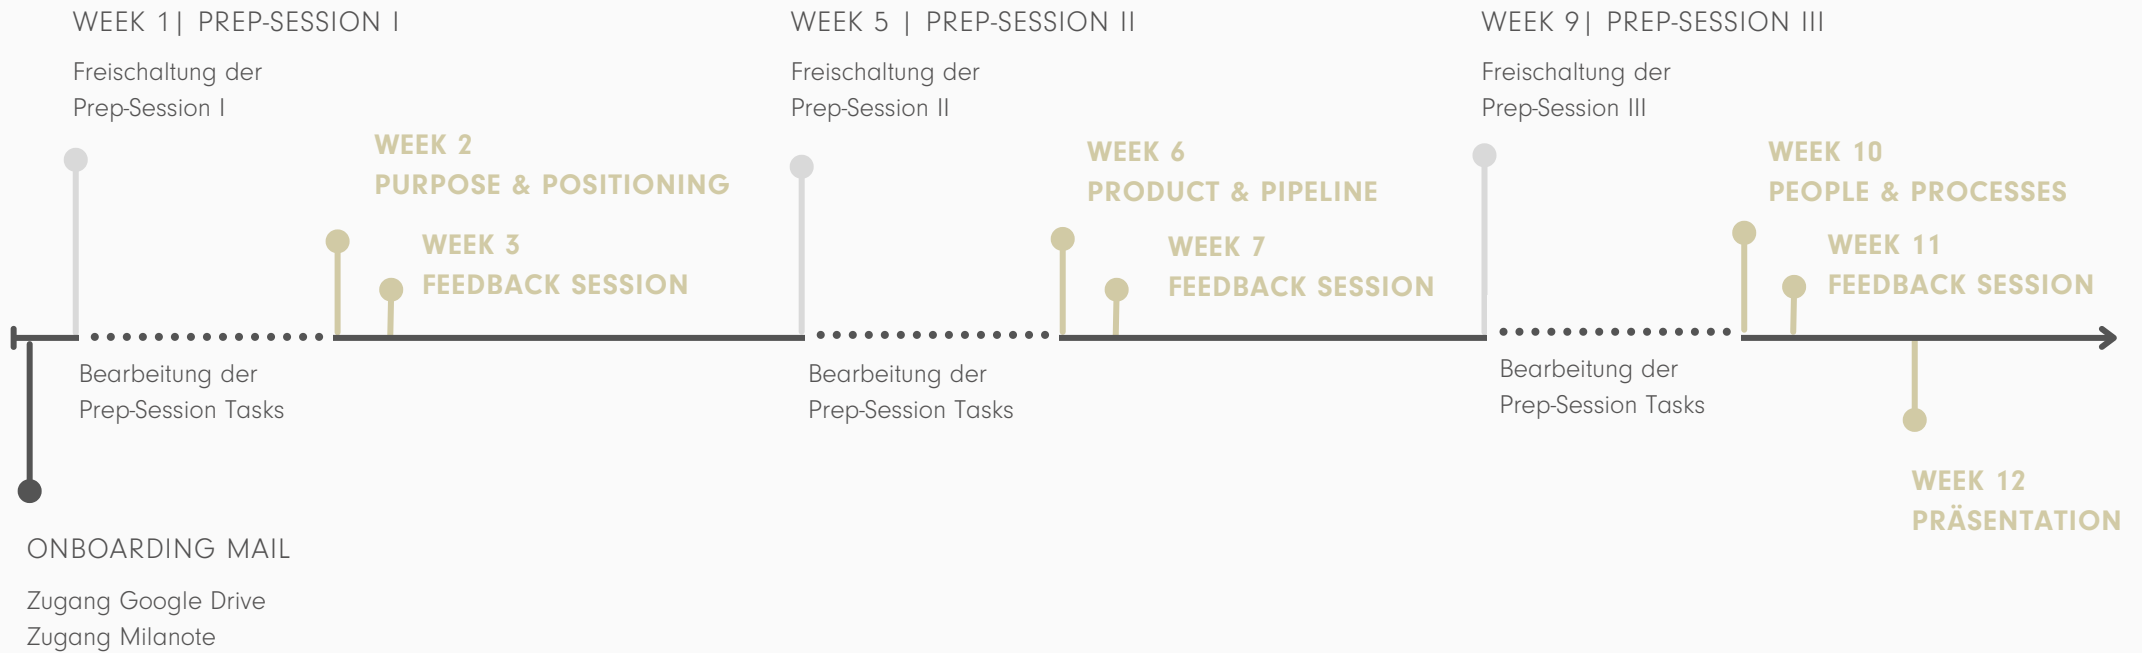 WEEK 1| PREP-SESSION I
Freischaltung der
Prep-Session I
WEEK 2
PURPOSE & POSITIONING
WEEK 3
FEEDBACK SESSION
Bearbeitung der
Prep-Session Tasks
ONBOARDING MAIL
Zugang Google Drive
Zugang Milanote
WEEK 5 | PREP-SESSION II
Freischaltung der
Prep-Session II
WEEK 6
PRODUCT & PIPELINE
WEEK 7
FEEDBACK SESSION
Bearbeitung der
Prep-Session Tasks
WEEK 9| PREP-SESSION III
Freischaltung der
Prep-Session III
WEEK 10
PEOPLE & PROCESSES
WEEK 11
FEEDBACK SESSION
Bearbeitung der
Prep-Session Tasks
WEEK 12
PRÄSENTATION